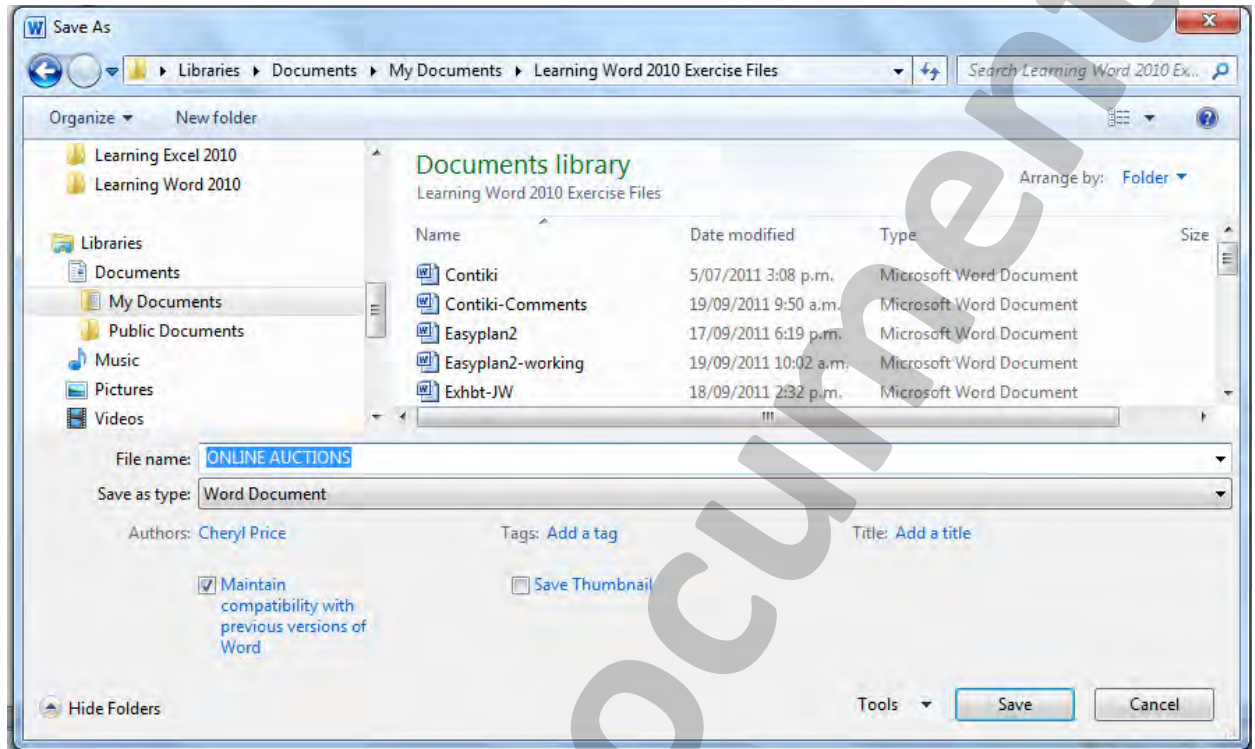 Save As
Libraries Documents My Documents Learning Word 2010 Exercise Files Search Learning Word 2010 Ex...
Organize New folder
Learning Excel 2010
Learning Word 2010
Libraries
Documents
My Documents
Public Documents
Music
Pictures
Videos
Documents library
Learning Word 2010 Exercise Files
Arrange by: Folder
Name Date modified Type Size
Contiki 5/07/2011 3:08 p.m. Microsoft Word Document
Contiki-Comments 19/09/2011 9:50 a.m. Microsoft Word Document
Easyplan2 17/09/2011 6:19 p.m. Microsoft Word Document
Easyplan2-working 19/09/2011 10:02 a.m. Microsoft Word Document
Exhbt-JW 18/09/2011 2:32 p.m. Microsoft Word Document
File name: ONLINE AUCTIONS
Save as type: Word Document
Authors: Cheryl Price Tags: Add a tag Title: Add a title
Maintain
compatibility with
previous versions of
Word
Save Thumbnail
Hide Folders Tools Save Cancel
ocument